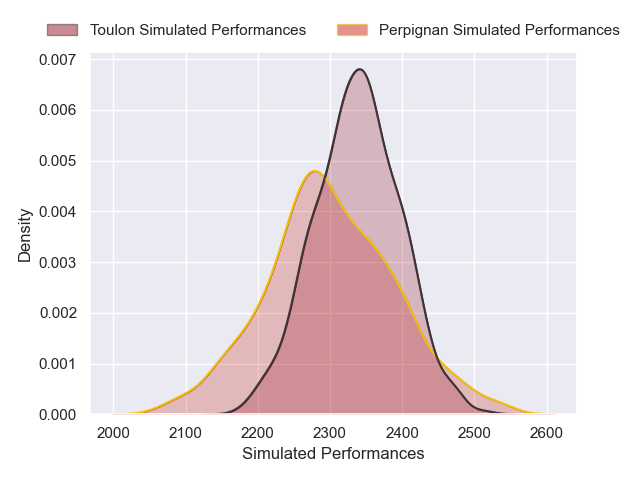 Toulon Simulated Performances
Perpignan Simulated Performances
0.007
0.006
0.005
0.004
0.003
0.002
0.001
0.000
Density
2000 2100 2200 2300 2400 2500 2600
Simulated Performances